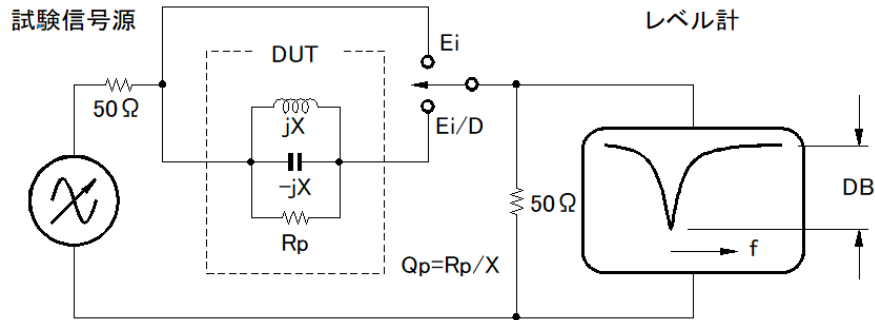 試験信号源
レベル計
Ei
DUT
50Ω
jX
Ei/D
-jX
50Ω
DB
Rp
Qp=Rp/X
f